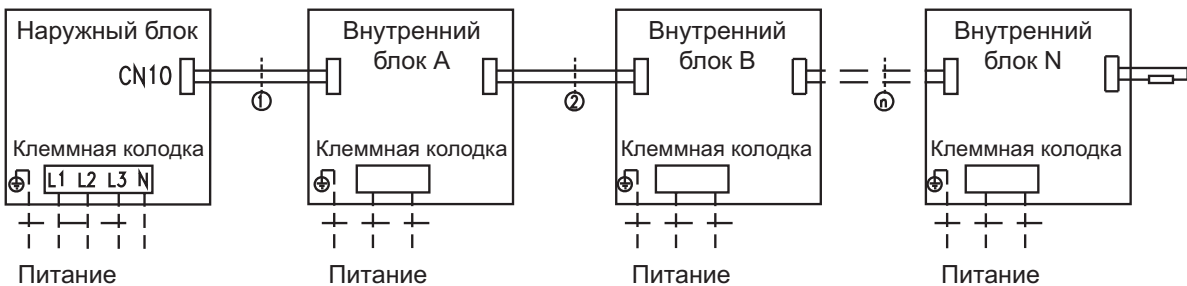 Наружный блок
CN10
Клеммная колодка
L1 L2 L3 N
Питание
①
Внутренний
блок A
Клеммная колодка
Питание
②
Внутренний
блок B
Клеммная колодка
Питание
ⓝ
Внутренний
блок N
Клеммная колодка
Питание